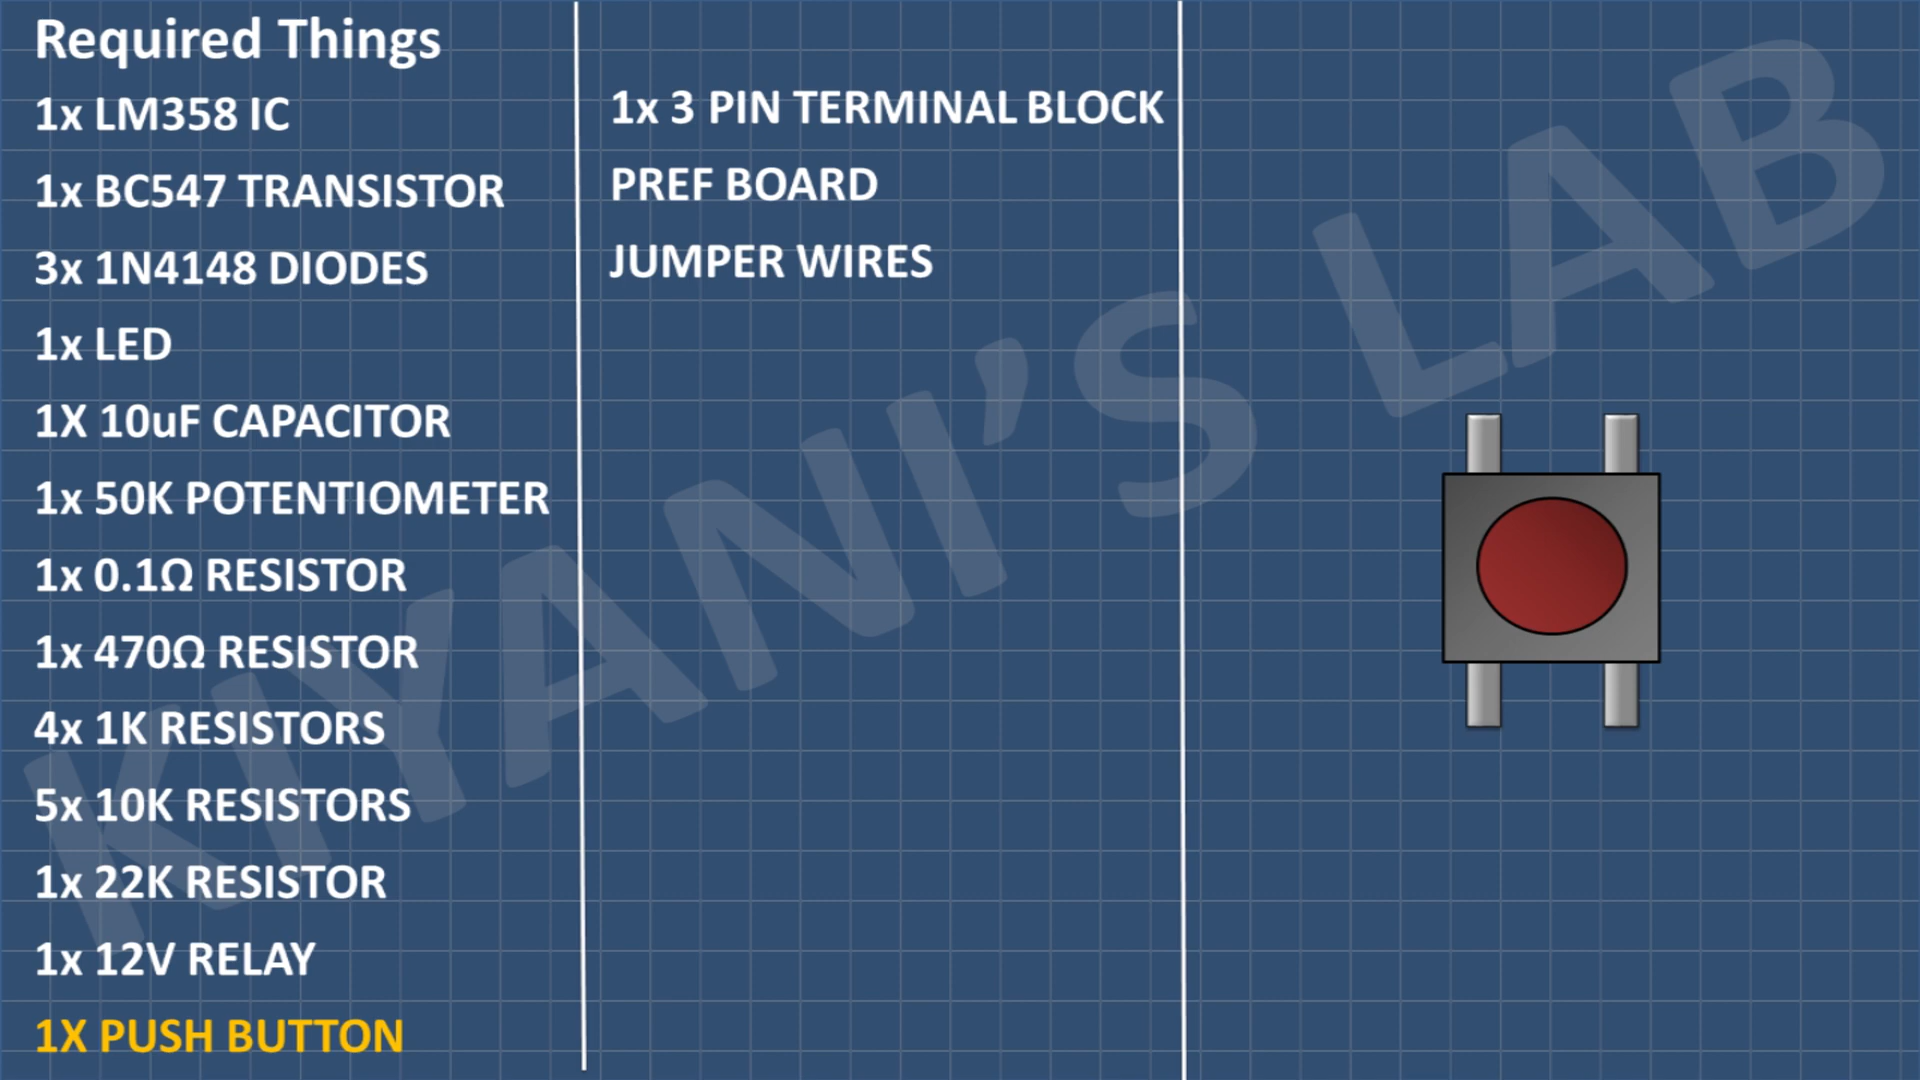 Required Things
1x LM358 IC
1x BC547 TRANSISTOR
3x 1N4148 DIODES
1x LED
1X 10uF CAPACITOR
1x 50K POTENTIOMETER
1x 0.1Ω RESISTOR
1x 470Ω RESISTOR
4x 1K RESISTORS
5x 10K RESISTORS
1x 22K RESISTOR
1x 12V RELAY
1X PUSH BUTTON
1x 3 PIN TERMINAL BLOCK
PREF BOARD
JUMPER WIRES
KIYANI'S LAB